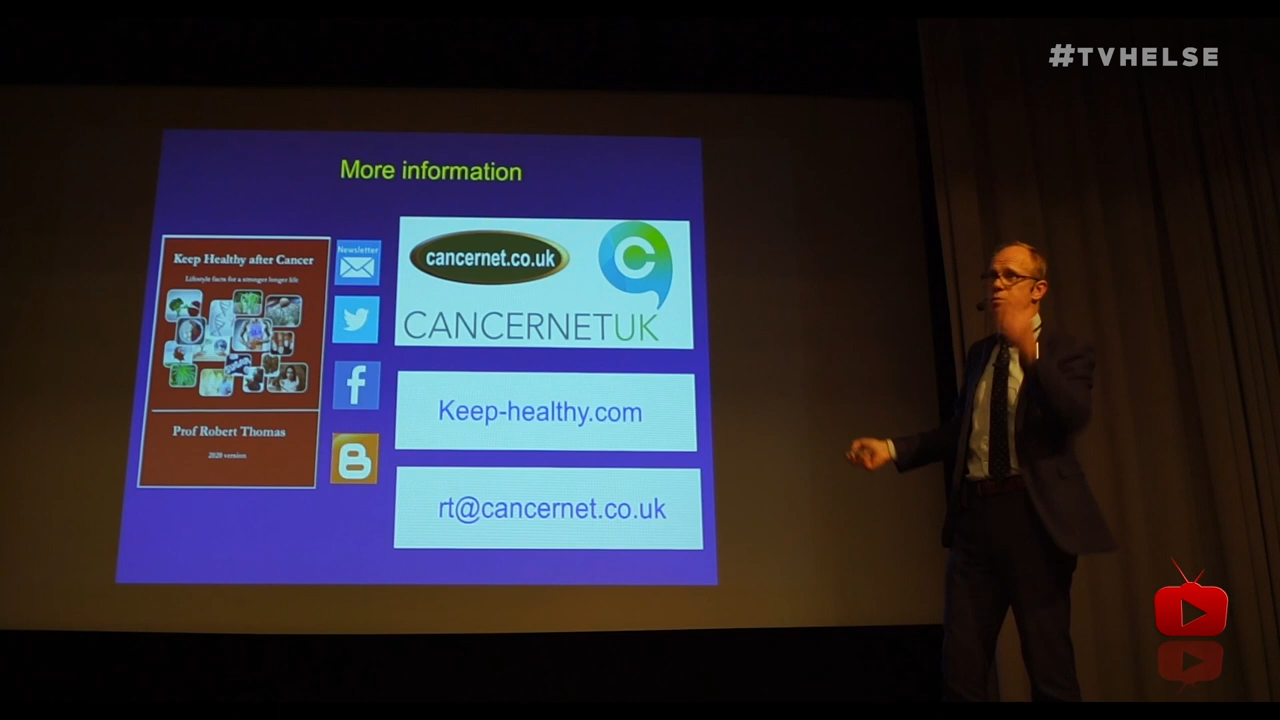 #TVHELSE
More information
Keep Healthy after Cancer
Lifestyle facts for a stronger longer life
Prof Robert Thomas
2020 version
Newsletter
cancernet.co.uk
C
CANCERNETUK
Keep-healthy.com
rt@cancernet.co.uk